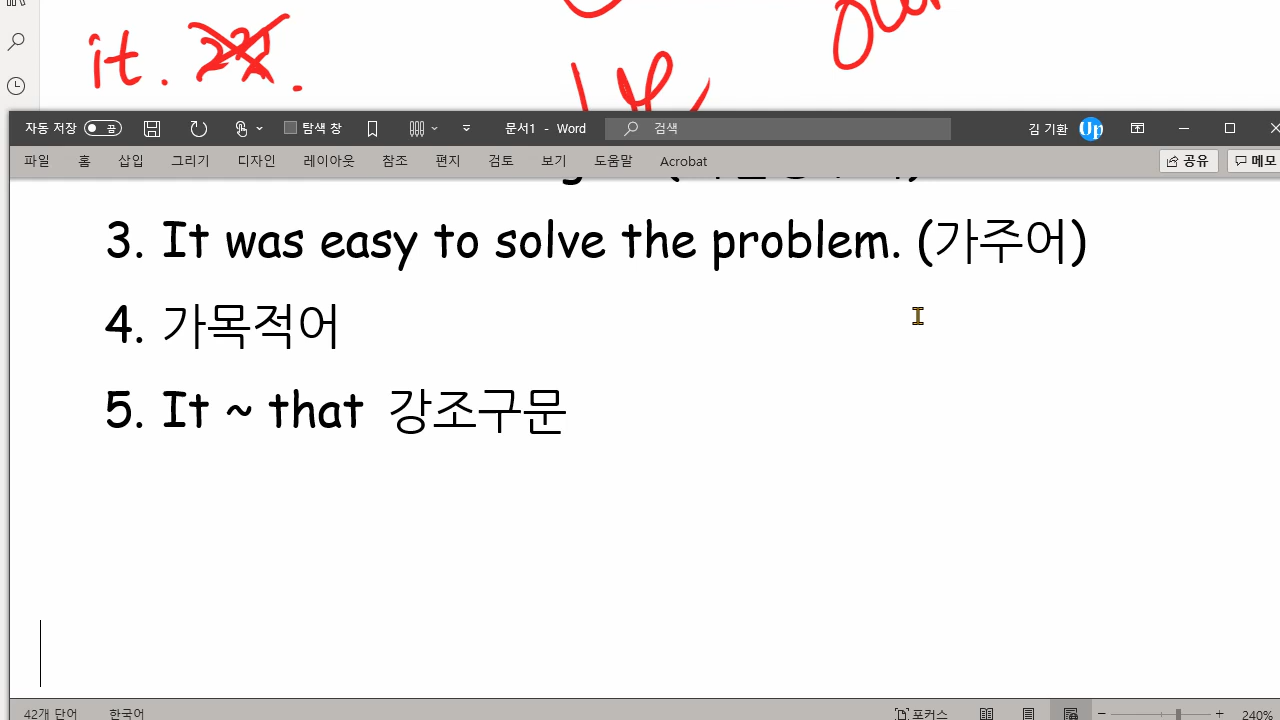 it.
자동 저장 끔 탐색 창 문서1 - Word 검색 김 기환 Up
파일 홈 삽입 그리기 디자인 레이아웃 참조 편지 검토 보기 도움말 Acrobat 공유 메모
3. It was easy to solve the problem. (가주어)
4. 가목적어
5. It ~ that 강조구문
42개 단어 한국어 포커스 240%